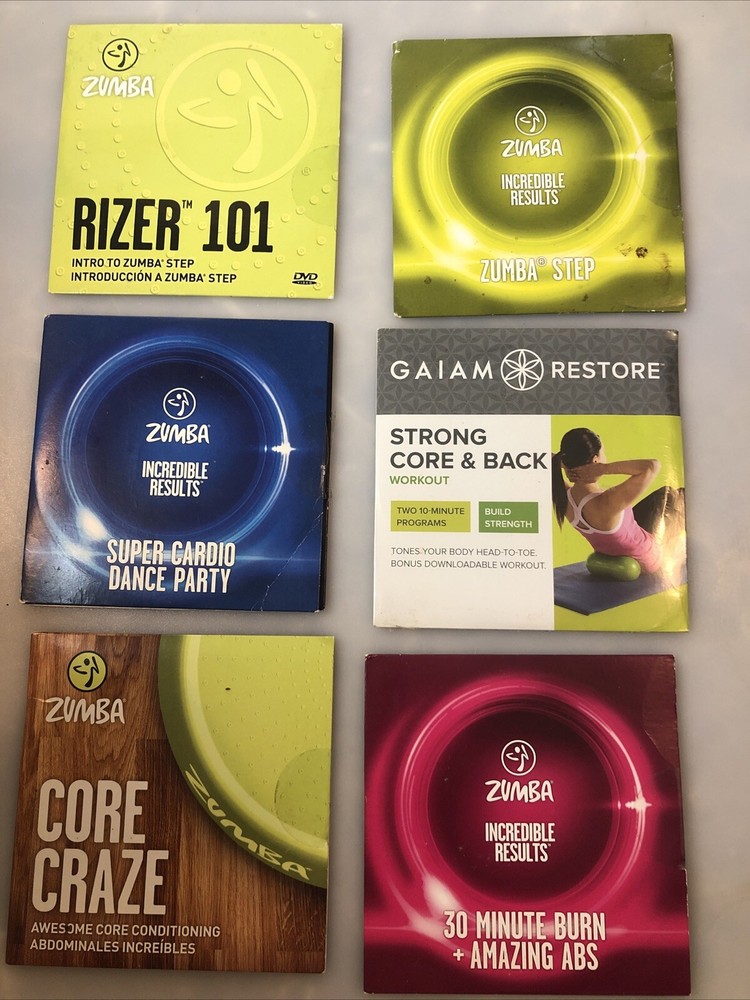 ZUMBA®
RIZER™ 101
INTRO TO ZUMBA® STEP
INTRODUCCIÓN A ZUMBA® STEP
DVD
VIDEO
ZUMBA®
INCREDIBLE
RESULTS™
ZUMBA® STEP
ZUMBA®
INCREDIBLE
RESULTS™
SUPER CARDIO
DANCE PARTY
GAIAM RESTORE™
STRONG
CORE & BACK
WORKOUT
TWO 10-MINUTE
PROGRAMS
BUILD
STRENGTH
TONES YOUR BODY HEAD-TO-TOE.
BONUS DOWNLOADABLE WORKOUT.
ZUMBA®
CORE
CRAZE
AWESOME CORE CONDITIONING
ABDOMINALES INCREÍBLES
ZUMBA®
ZUMBA®
INCREDIBLE
RESULTS™
30 MINUTE BURN
+ AMAZING ABS